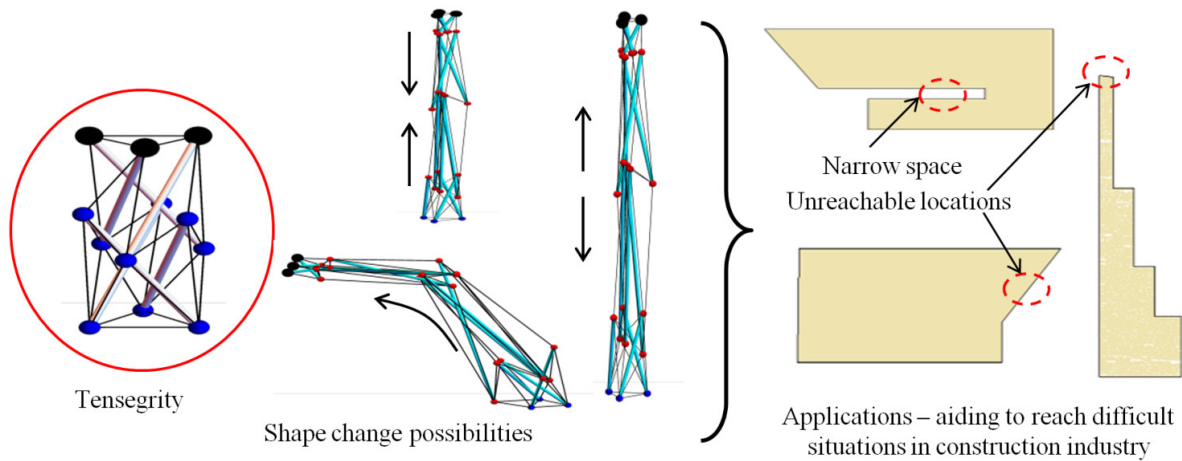 Tensegrity
Shape change possibilities
Narrow space
Unreachable locations
Applications – aiding to reach difficult
situations in construction industry